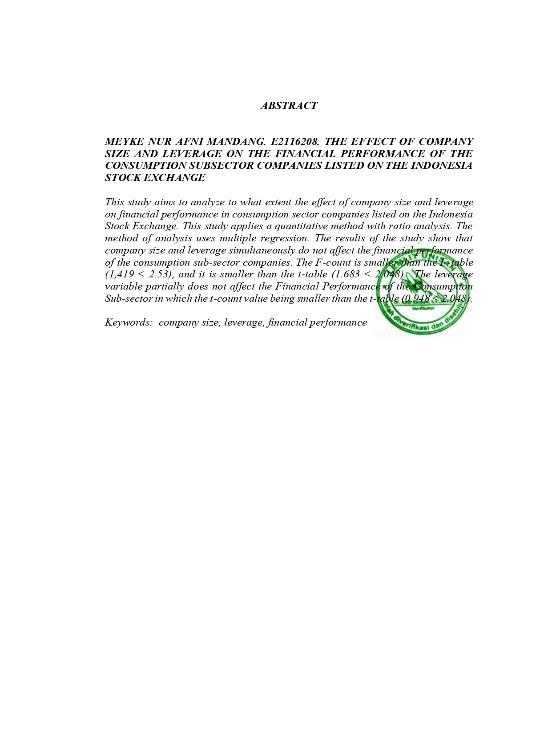 ABSTRACT
MEYKE NUR AFNI MANDANG. E2116208. THE EFFECT OF COMPANY
SIZE AND LEVERAGE ON THE FINANCIAL PERFORMANCE OF THE
CONSUMPTION SUBSECTOR COMPANIES LISTED ON THE INDONESIA
STOCK EXCHANGE
This study aims to analyze to what extent the effect of company size and leverage
on financial performance in consumption sector companies listed on the Indonesia
Stock Exchange. This study applies a quantitative method with ratio analysis. The
method of analysis uses multiple regression. The results of the study show that
company size and leverage simultaneously do not affect the financial performance
of the consumption sub-sector companies. The F-count is smaller than the F-table
(1,419 < 2.53), and it is smaller than the t-table (1.683 < 2.048). The leverage
variable partially does not affect the Financial Performance of the Consumption
Sub-sector in which the t-count value being smaller than the t-table (0.948 < 2.048).
Keywords: company size, leverage, financial performance
Verifikator
diverifikasi dan